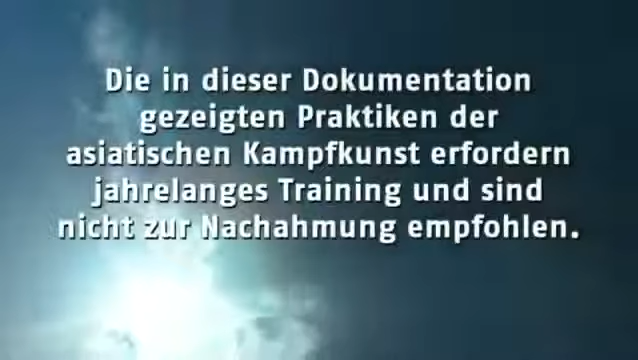 Die in dieser Dokumentation
gezeigten Praktiken der
asiatischen Kampfkunst erfordern
jahrelanges Training und sind
nicht zur Nachahmung empfohlen.